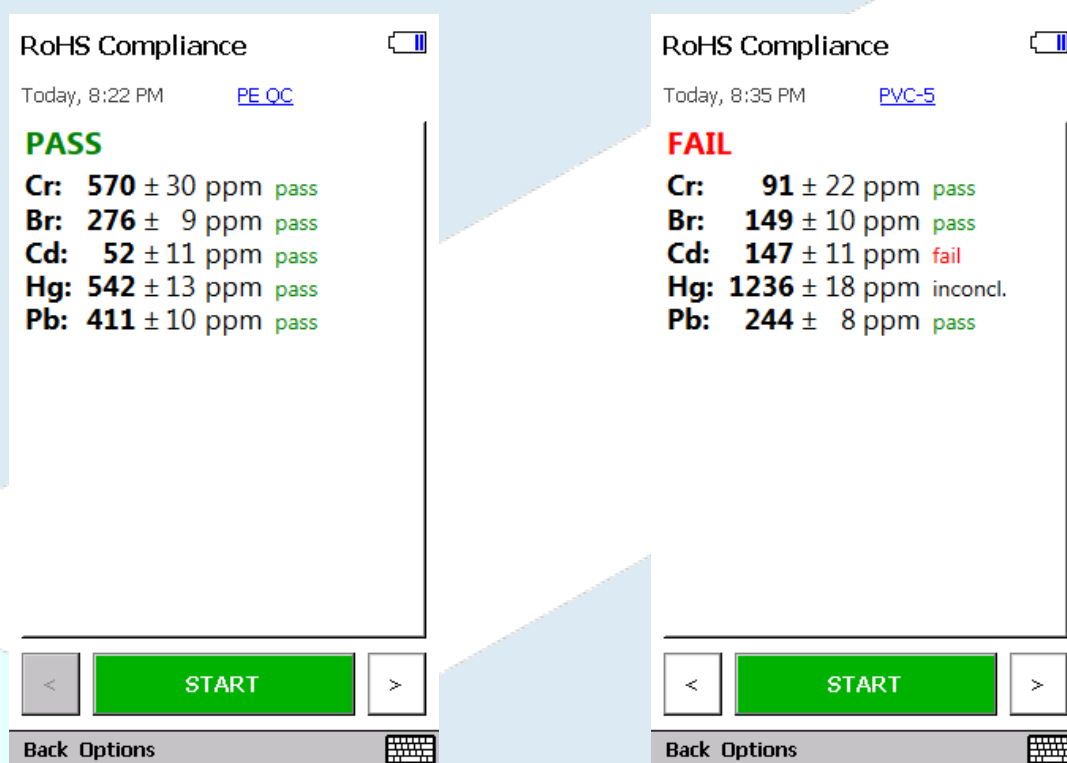 RoHS Compliance
Today, 8:22 PM PE QC
PASS
Cr: 570 ± 30 ppm pass
Br: 276 ± 9 ppm pass
Cd: 52 ± 11 ppm pass
Hg: 542 ± 13 ppm pass
Pb: 411 ± 10 ppm pass
< START >
Back Options
RoHS Compliance
Today, 8:35 PM PVC-5
FAIL
Cr: 91 ± 22 ppm pass
Br: 149 ± 10 ppm pass
Cd: 147 ± 11 ppm fail
Hg: 1236 ± 18 ppm inconcl.
Pb: 244 ± 8 ppm pass
< START >
Back Options